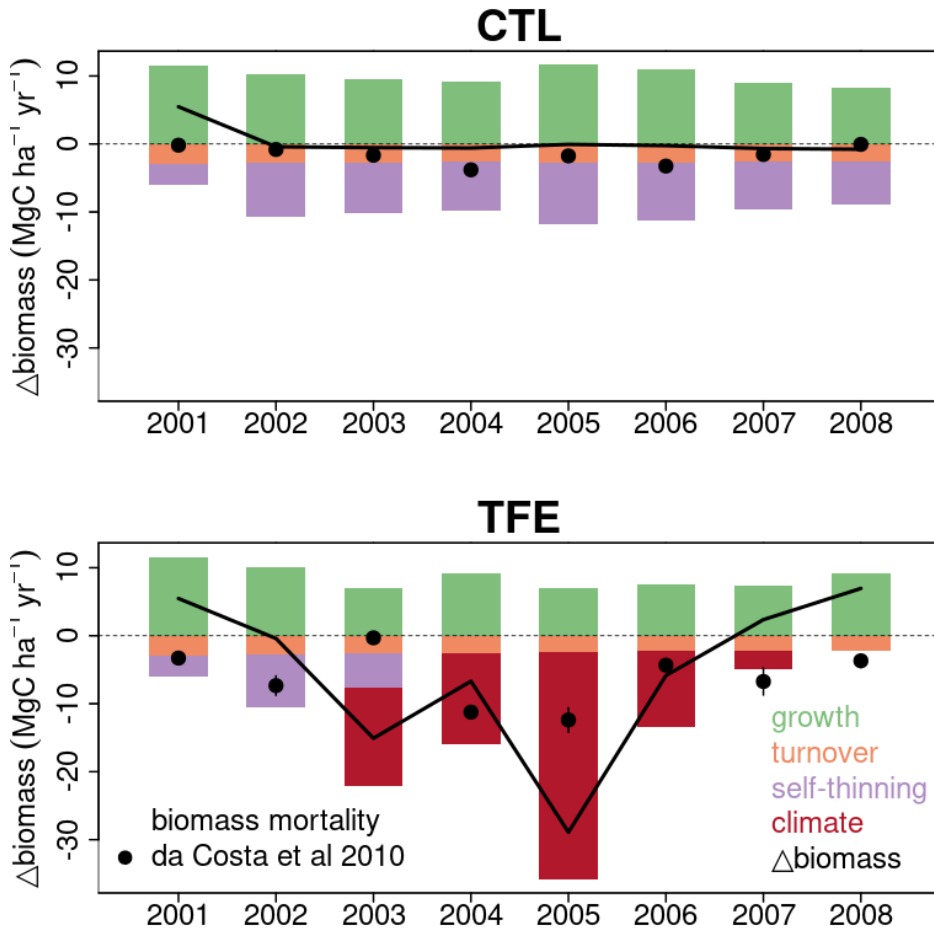 CTL
△biomass (MgC ha⁻¹ yr⁻¹)
10
0
-10
-20
-30
2001 2002 2003 2004 2005 2006 2007 2008
TFE
△biomass (MgC ha⁻¹ yr⁻¹)
10
0
-10
-20
-30
growth
turnover
self-thinning
climate
△biomass
biomass mortality
da Costa et al 2010
2001 2002 2003 2004 2005 2006 2007 2008